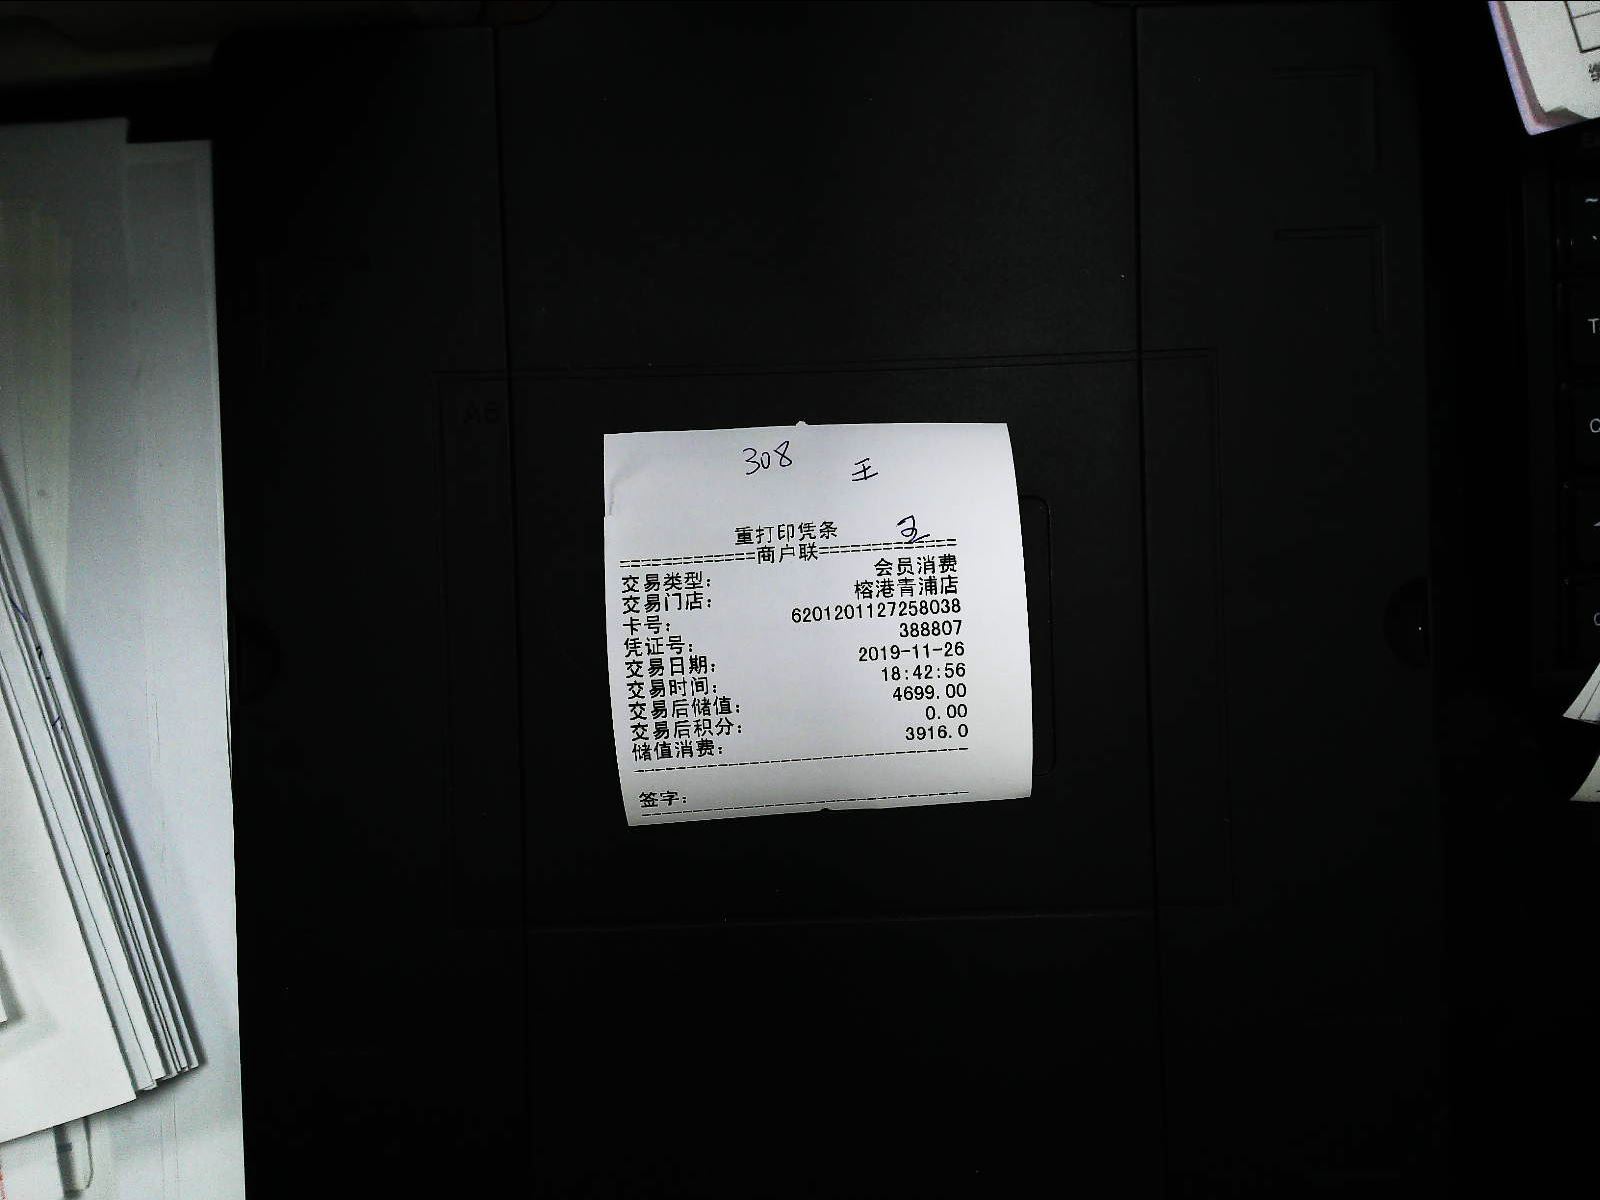 308 王
重打印凭条
============商户联============
交易类型: 会员消费
交易门店: 榕港青浦店
卡号: 6201201127258038
凭证号: 388807
交易日期: 2019-11-26
交易时间: 18:42:56
交易后储值: 4699.00
交易后积分: 0.00
储值消费: 3916.0
签字:
A6